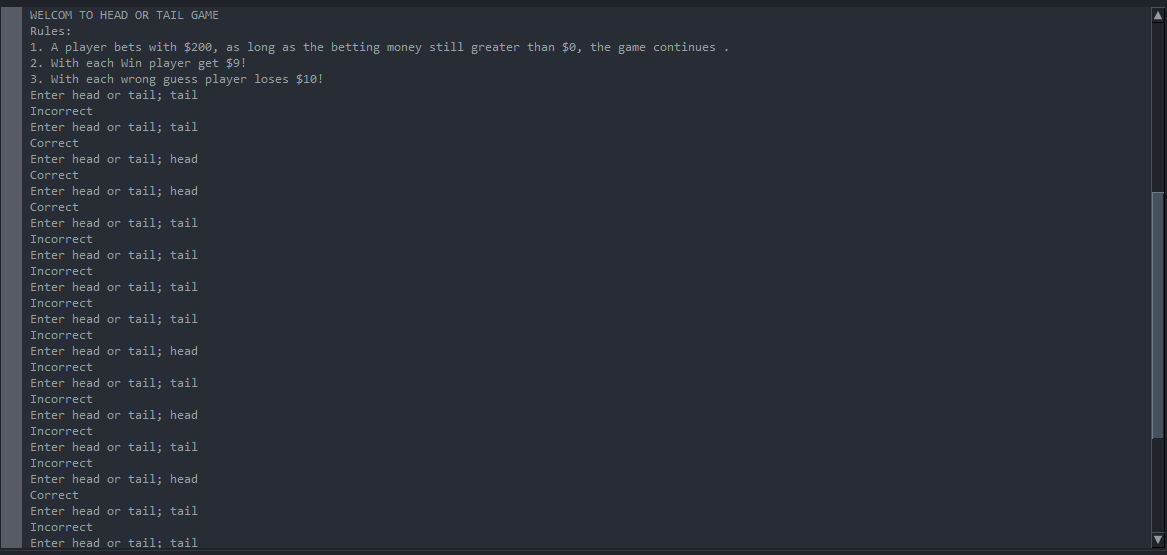 WELCOM TO HEAD OR TAIL GAME
Rules:
1. A player bets with $200, as long as the betting money still greater than $0, the game continues .
2. With each Win player get $9!
3. With each wrong guess player loses $10!
Enter head or tail; tail
Incorrect
Enter head or tail; tail
Correct
Enter head or tail; head
Correct
Enter head or tail; head
Correct
Enter head or tail; tail
Incorrect
Enter head or tail; tail
Incorrect
Enter head or tail; tail
Incorrect
Enter head or tail; tail
Incorrect
Enter head or tail; head
Incorrect
Enter head or tail; tail
Incorrect
Enter head or tail; head
Incorrect
Enter head or tail; tail
Incorrect
Enter head or tail; head
Correct
Enter head or tail; tail
Incorrect
Enter head or tail; tail